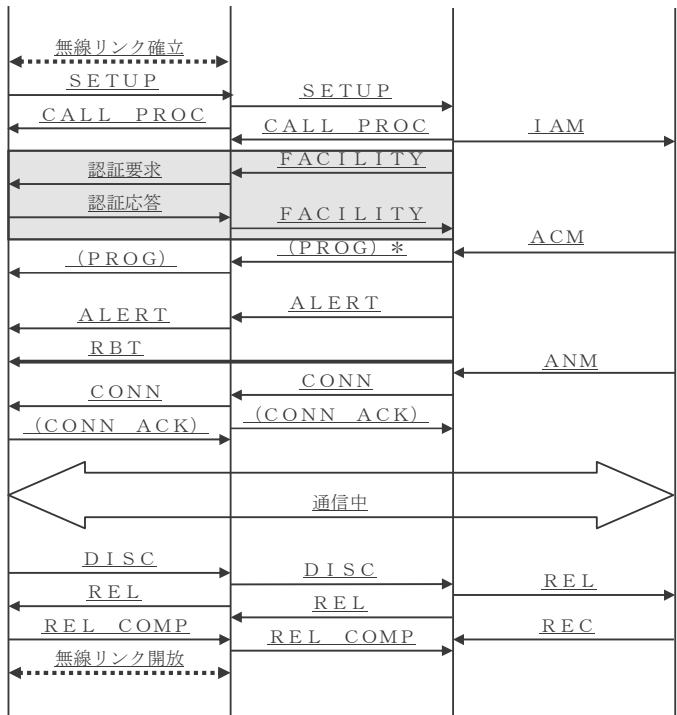 無線リンク確立
ＳＥＴＵＰ
ＳＥＴＵＰ
ＣＡＬＬ　ＰＲＯＣ
ＣＡＬＬ　ＰＲＯＣ
ＩＡＭ
ＦＡＣＩＬＩＴＹ
認証要求
認証応答
ＦＡＣＩＬＩＴＹ
ＡＣＭ
（ＰＲＯＧ）＊
（ＰＲＯＧ）
ＡＬＥＲＴ
ＡＬＥＲＴ
ＲＢＴ
ＡＮＭ
ＣＯＮＮ
ＣＯＮＮ
（ＣＯＮＮ　ＡＣＫ）
（ＣＯＮＮ　ＡＣＫ）
通信中
ＤＩＳＣ
ＤＩＳＣ
ＲＥＬ
ＲＥＬ
ＲＥＬ
ＲＥＬ　ＣＯＭＰ
ＲＥＣ
ＲＥＬ　ＣＯＭＰ
無線リンク開放